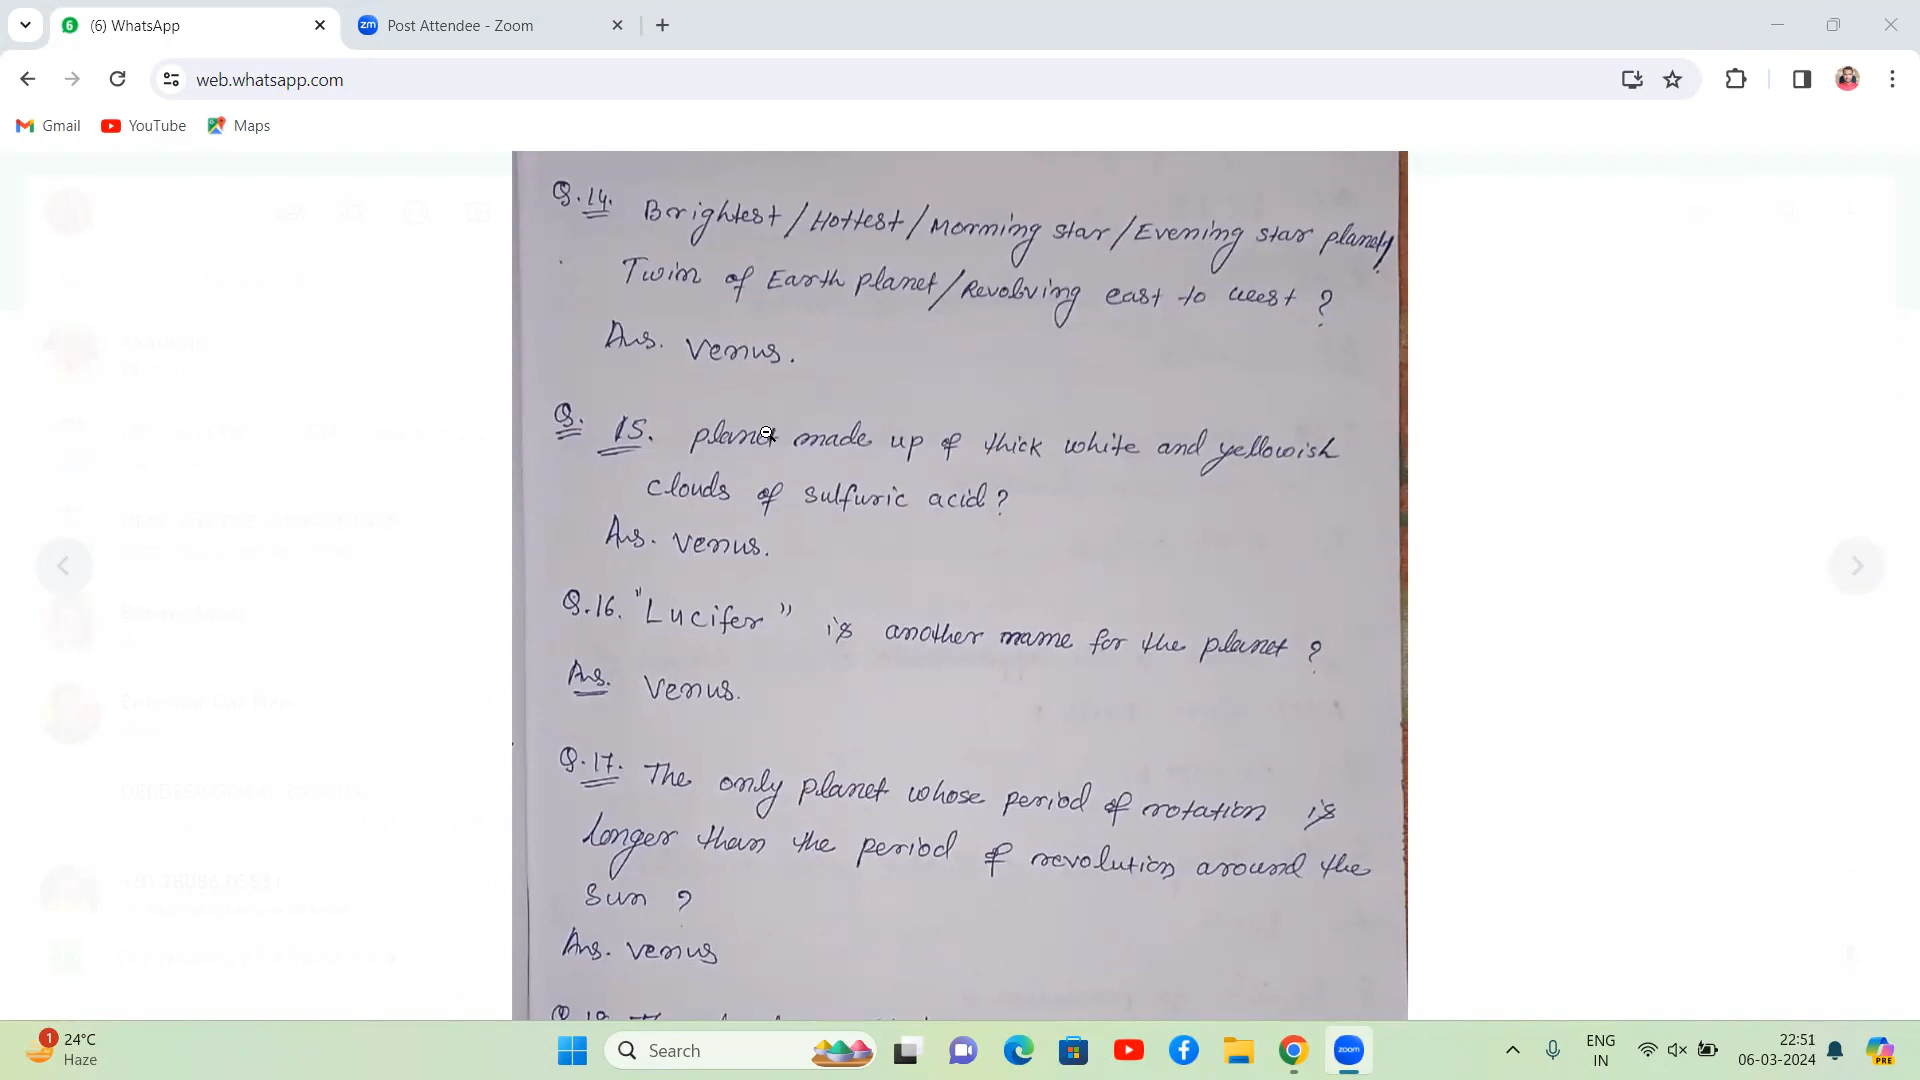 (6) WhatsApp
Post Attendee - Zoom
web.whatsapp.com
Gmail
YouTube
Maps
Q.14. Brightest/Hottest/Morning star/Evening star planet/
Twin of Earth planet/Revolving east to west ?
Ans. Venus.
Q. 15. planet made up of thick white and yellowish
clouds of sulfuric acid?
Ans. Venus.
Q.16. "Lucifer" is another name for the planet ?
Ans. Venus.
Q.17. The only planet whose period of rotation is
longer than the period of revolution around the
Sun ?
Ans. Venus
1
24°C
Haze
Search
zoom
ENG
IN
22:51
06-03-2024
PRE